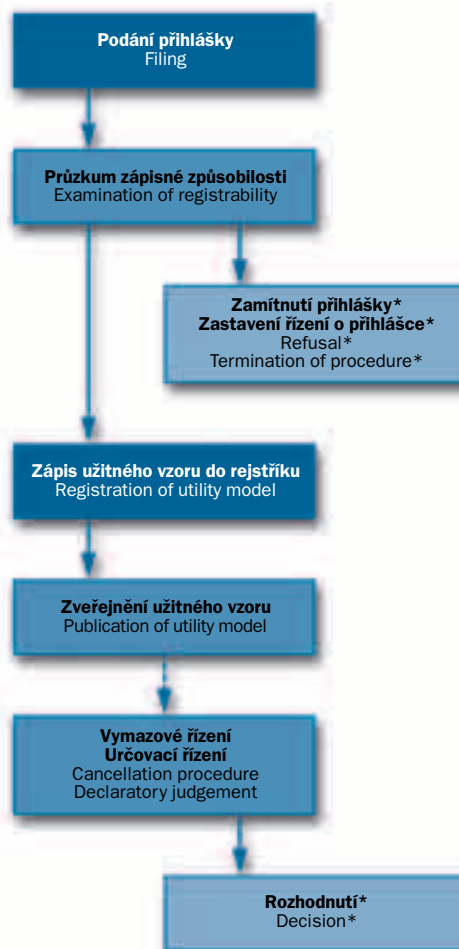 Podání přihlášky
Filing
Průzkum zápisné způsobilosti
Examination of registrability
Zamítnutí přihlášky*
Zastavení řízení o přihlášce*
Refusal*
Termination of procedure*
Zápis užitného vzoru do rejstříku
Registration of utility model
Zveřejnění užitného vzoru
Publication of utility model
Vymazové řízení
Určovací řízení
Cancellation procedure
Declaratory judgement
Rozhodnutí*
Decision*